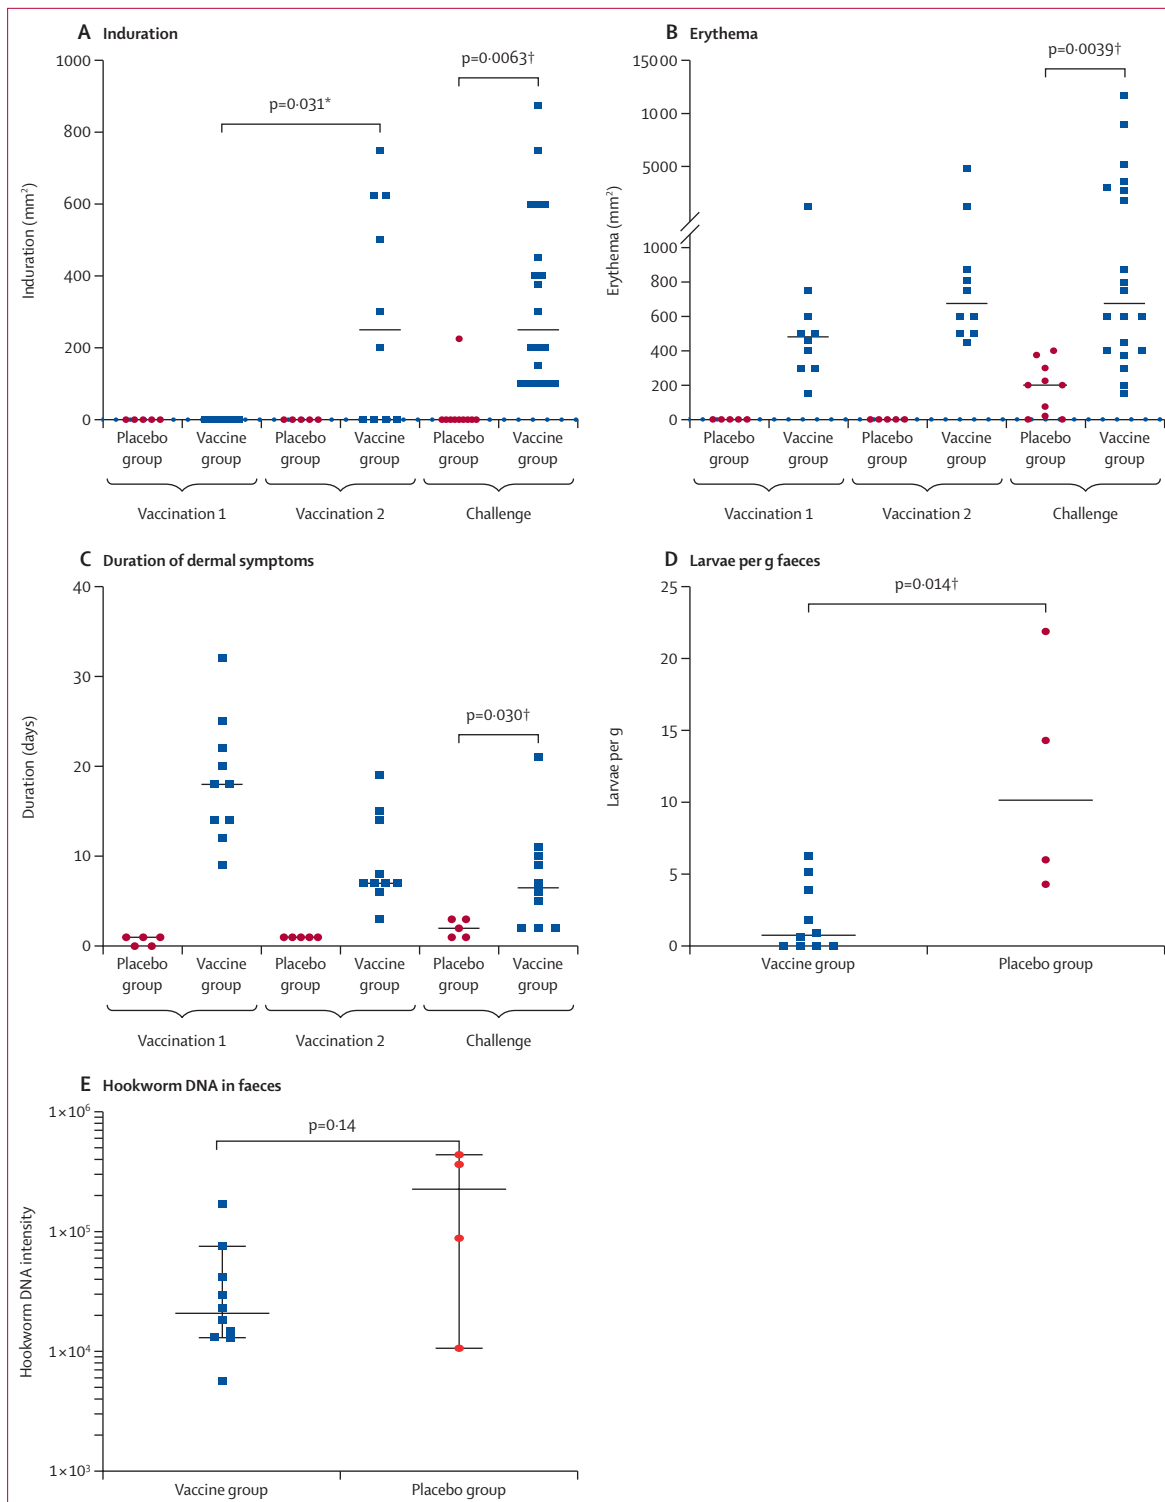 A Induration
1000
800
600
400
200
0
Induration (mm²)
p=0·031*
p=0·0063†
Placebo group
Vaccine group
Placebo group
Vaccine group
Placebo group
Vaccine group
Vaccination 1
Vaccination 2
Challenge
B Erythema
15 000
1000
5000
1000
800
600
400
200
0
Erythema (mm²)
p=0·0039†
Placebo group
Vaccine group
Placebo group
Vaccine group
Placebo group
Vaccine group
Vaccination 1
Vaccination 2
Challenge
C Duration of dermal symptoms
40
30
20
10
0
Duration (days)
p=0·030†
Placebo group
Vaccine group
Placebo group
Vaccine group
Placebo group
Vaccine group
Vaccination 1
Vaccination 2
Challenge
D Larvae per g faeces
25
20
15
10
5
0
Larvae per g
p=0·014†
Vaccine group
Placebo group
E Hookworm DNA in faeces
1×10⁶
1×10⁵
1×10⁴
1×10³
Hookworm DNA intensity
p=0·14
Vaccine group
Placebo group